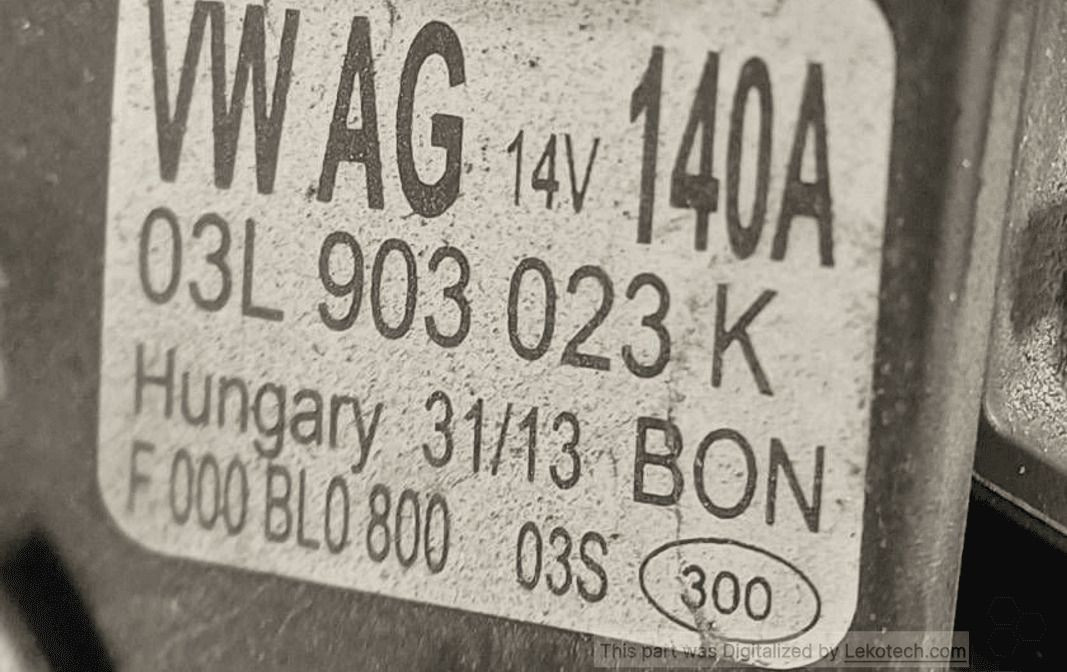 VW AG 14V 140A
03L 903 023 K
Hungary 31/13 BON
F 000 BL0 800 03S 300
This part was Digitalized by Lekotech.com